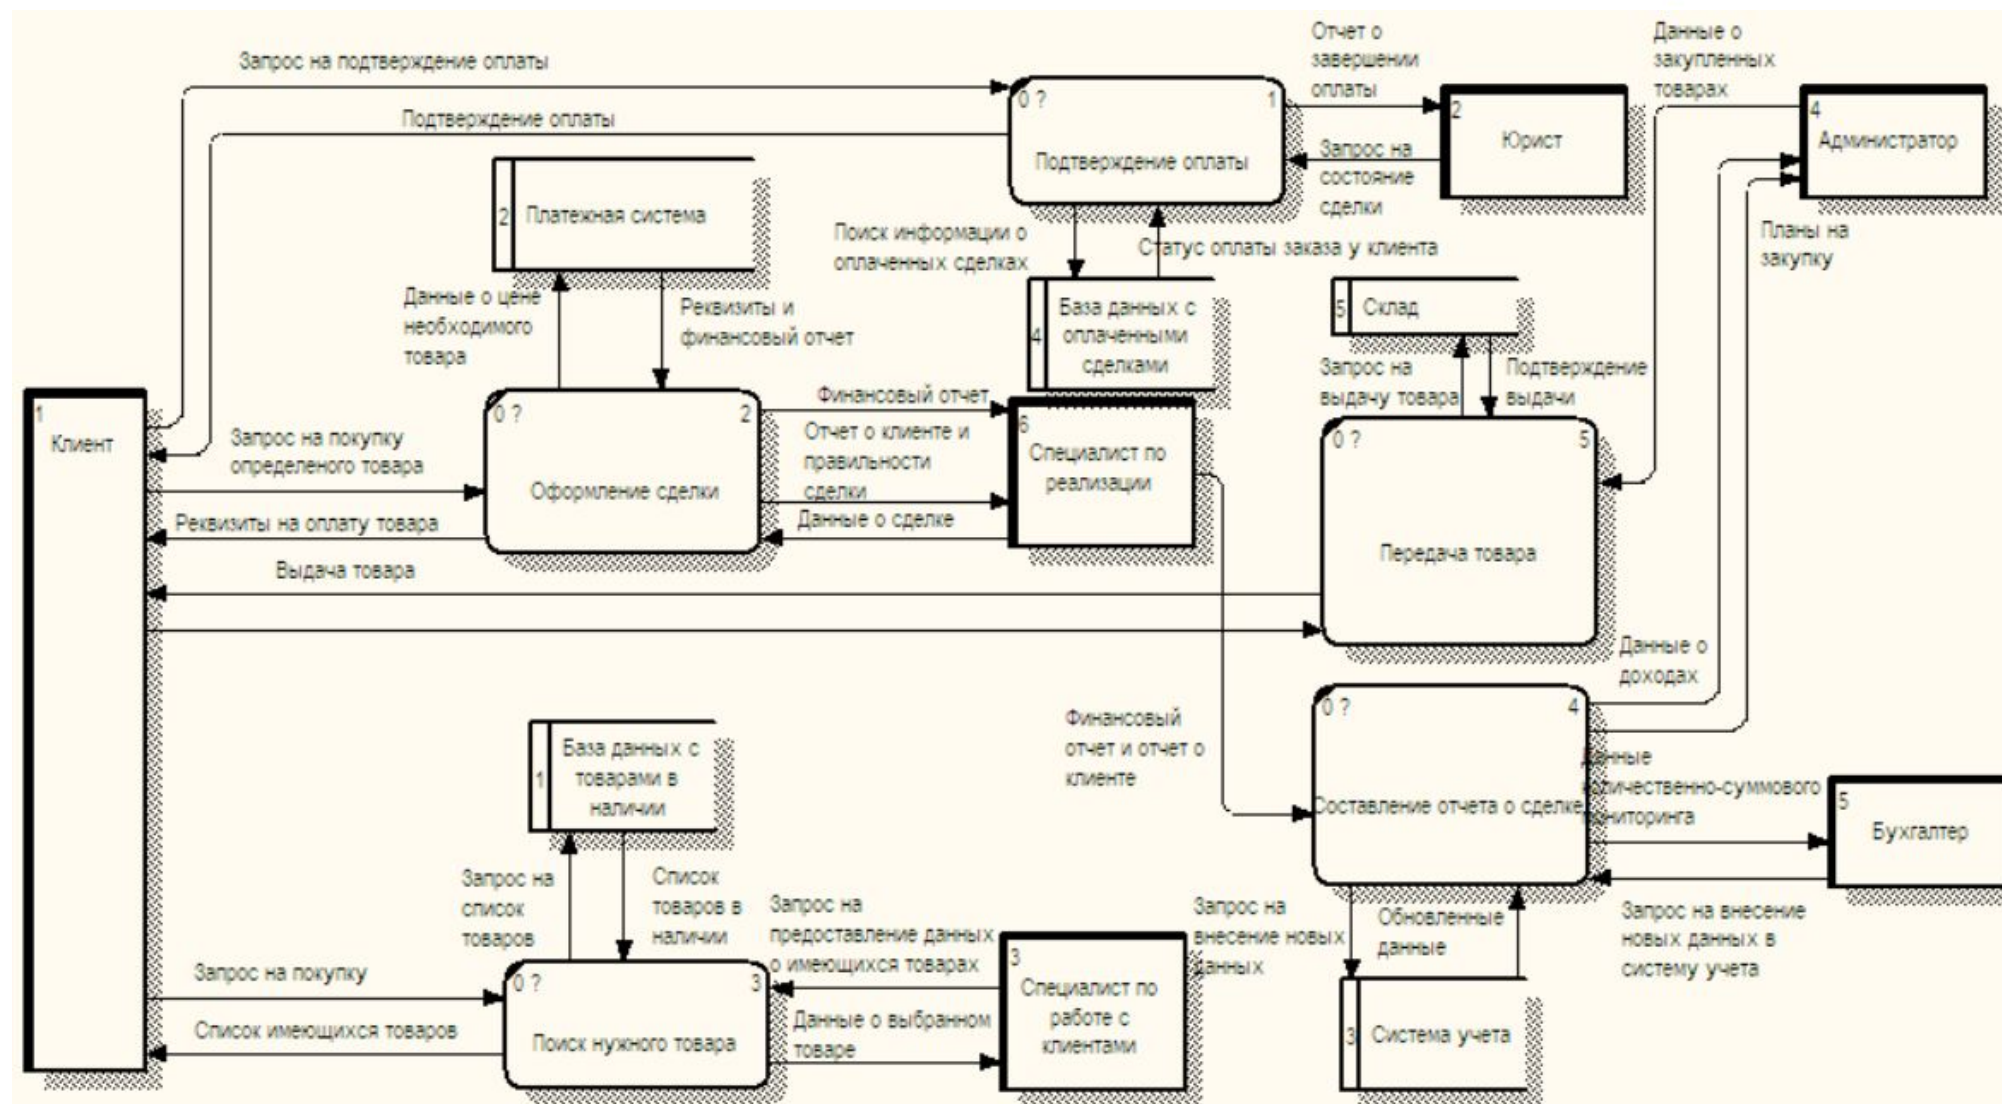 Запрос на подтверждение оплаты
Подтверждение оплаты
0 ?
1
Подтверждение оплаты
Отчет о
завершении
оплаты
2
Юрист
Запрос на
состояние
сделки
Данные о
закупленных
товарах
4
Администратор
Планы на
закупку
2
Платежная система
Данные о цене
необходимого
товара
Реквизиты и
финансовый отчет
Поиск информации о
оплаченных сделках
Статус оплаты заказа у клиента
4
База данных с
оплаченными
сделками
5
Склад
Запрос на
выдачу товара
Подтверждение
выдачи
1
Клиент
Запрос на покупку
определеного товара
Реквизиты на оплату товара
Выдача товара
0 ?
2
Оформление сделки
Финансовый отчет
Отчет о клиенте и
правильности
сделки
Данные о сделке
6
Специалист по
реализации
0 ?
5
Передача товара
Данные о
доходах
Финансовый
отчет и отчет о
клиенте
0 ?
4
Составление отчета о сделке
Данные
количественно-суммового
мониторинга
5
Бухгалтер
1
База данных с
товарами в
наличии
Запрос на
список
товаров
Список
товаров в
наличии
Запрос на
предоставление данных
о имеющихся товарах
3
Специалист по
работе с
клиентами
Запрос на
внесение новых
данных
Обновленные
данные
Запрос на внесение
новых данных в
систему учета
Запрос на покупку
Список имеющихся товаров
0 ?
3
Поиск нужного товара
Данные о выбранном
товаре
3
Система учета